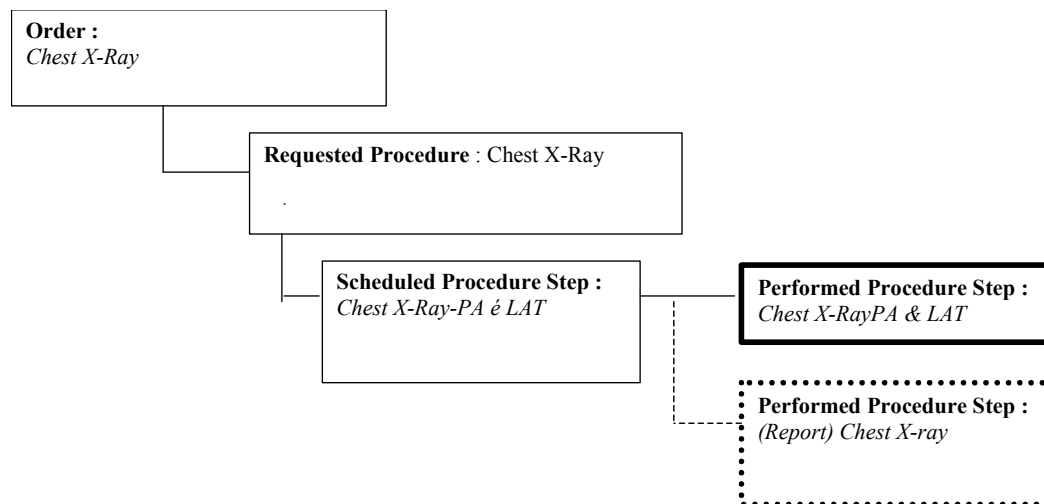 Order :
Chest X-Ray
Requested Procedure : Chest X-Ray
.
Scheduled Procedure Step :
Chest X-Ray-PA é LAT
Performed Procedure Step :
Chest X-RayPA & LAT
Performed Procedure Step :
(Report) Chest X-ray